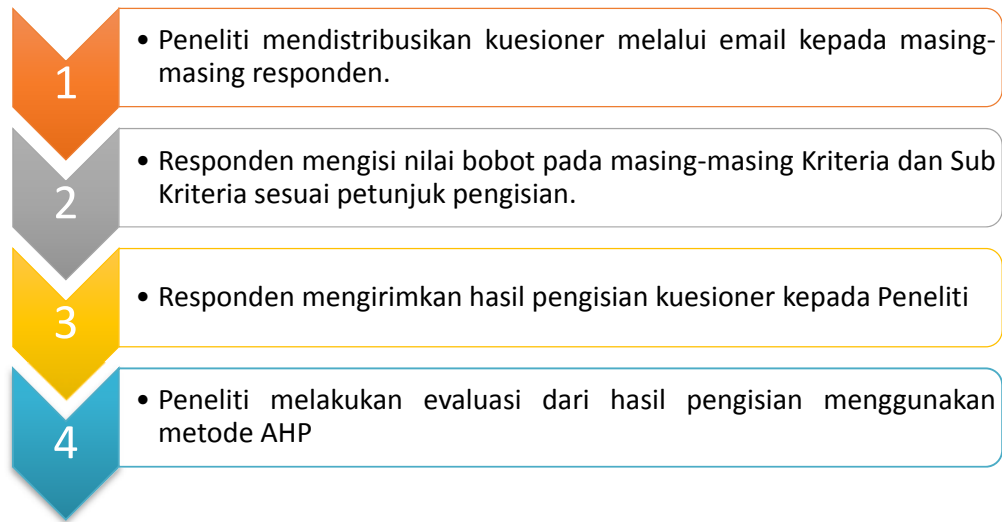 1
• Peneliti mendistribusikan kuesioner melalui email kepada masing-
masing responden.
2
• Responden mengisi nilai bobot pada masing-masing Kriteria dan Sub
Kriteria sesuai petunjuk pengisian.
3
• Responden mengirimkan hasil pengisian kuesioner kepada Peneliti
4
• Peneliti melakukan evaluasi dari hasil pengisian menggunakan
metode AHP